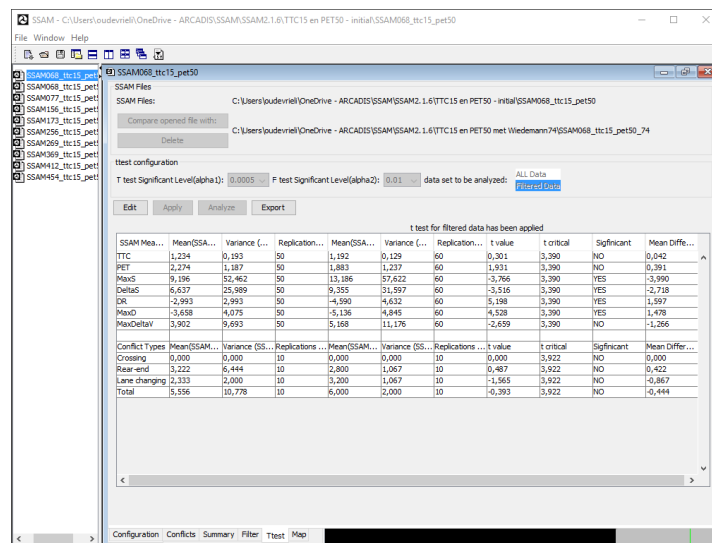 SSAM - C:\Users\oudevrieli\OneDrive - ARCADIS\SSAM\SSAM2.1.6\TTC15 en PET50 - initial\SSAM068_ttc15_pet50
File Window Help
SSAM068_ttc15_pet5
SSAM068_ttc15_pet5
SSAM077_ttc15_pet5
SSAM156_ttc15_pet5
SSAM173_ttc15_pet5
SSAM256_ttc15_pet5
SSAM269_ttc15_pet5
SSAM369_ttc15_pet5
SSAM412_ttc15_pet5
SSAM454_ttc15_pet5
SSAM068_ttc15_pet50
SSAM Files
SSAM Files: C:\Users\oudevrieli\OneDrive - ARCADIS\SSAM\SSAM2.1.6\TTC15 en PET50 - initial\SSAM068_ttc15_pet50
Compare opened file with:
C:\Users\oudevrieli\OneDrive - ARCADIS\SSAM\SSAM2.1.6\TTC15 en PET50 met Wiedemann74\SSAM068_ttc15_pet50_74
Delete
ttest configuration
T test Significant Level(alpha1): 0.0005 F test Significant Level(alpha2): 0.01 data set to be analyzed: ALL Data
Filtered Data
Edit Apply Analyze Export
t test for filtered data has been applied
SSAM Mea... Mean(SSA... Variance (... Replication... Mean(SSA... Variance (... Replication... t value t critical Sigfinicant Mean Diffe...
TTC 1,234 0,193 50 1,192 0,129 60 0,301 3,390 NO 0,042
PET 2,274 1,187 50 1,883 1,237 60 1,931 3,390 NO 0,391
MaxS 9,196 52,462 50 13,186 57,622 60 -3,766 3,390 YES -3,990
DeltaS 6,637 25,989 50 9,355 31,597 60 -3,516 3,390 YES -2,718
DR -2,993 2,993 50 -4,590 4,632 60 5,198 3,390 YES 1,597
MaxD -3,658 4,075 50 -5,136 4,845 60 4,528 3,390 YES 1,478
MaxDeltaV 3,902 9,693 50 5,168 11,176 60 -2,659 3,390 NO -1,266
Conflict Types Mean(SSAM... Variance (SS... Replications ... Mean(SSAM... Variance (SS... Replications ... t value t critical Sigfinicant Mean Differ...
Crossing 0,000 0,000 10 0,000 0,000 10 0,000 3,922 NO 0,000
Rear-end 3,222 6,444 10 2,800 1,067 10 0,487 3,922 NO 0,422
Lane changing 2,333 2,000 10 3,200 1,067 10 -1,565 3,922 NO -0,867
Total 5,556 10,778 10 6,000 2,000 10 -0,393 3,922 NO -0,444
Configuration Conflicts Summary Filter Ttest Map